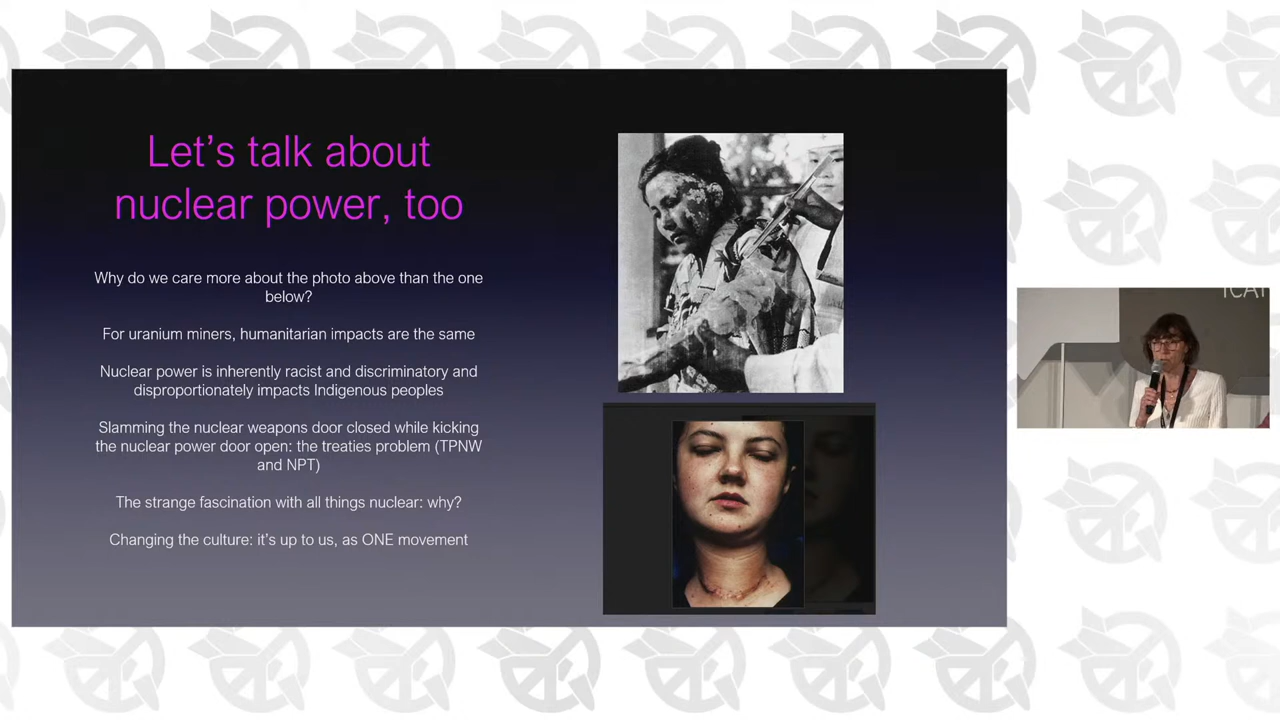 Let's talk about
nuclear power, too
Why do we care more about the photo above than the one
below?
For uranium miners, humanitarian impacts are the same
Nuclear power is inherently racist and discriminatory and
disproportionately impacts Indigenous peoples
Slamming the nuclear weapons door closed while kicking
the nuclear power door open: the treaties problem (TPNW
and NPT)
The strange fascination with all things nuclear: why?
Changing the culture: it's up to us, as ONE movement